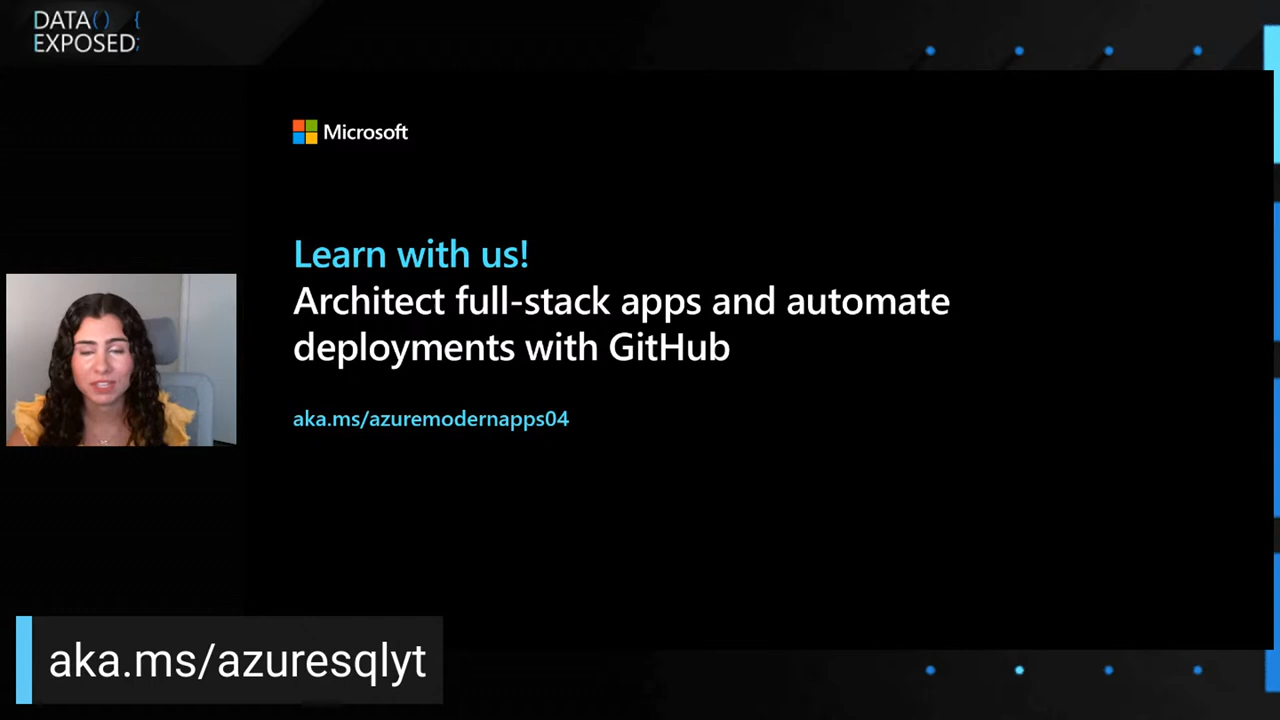 DATA() {
EXPOSED;
Microsoft
Learn with us!
Architect full-stack apps and automate
deployments with GitHub
aka.ms/azuremodernapps04
aka.ms/azuresqlyt